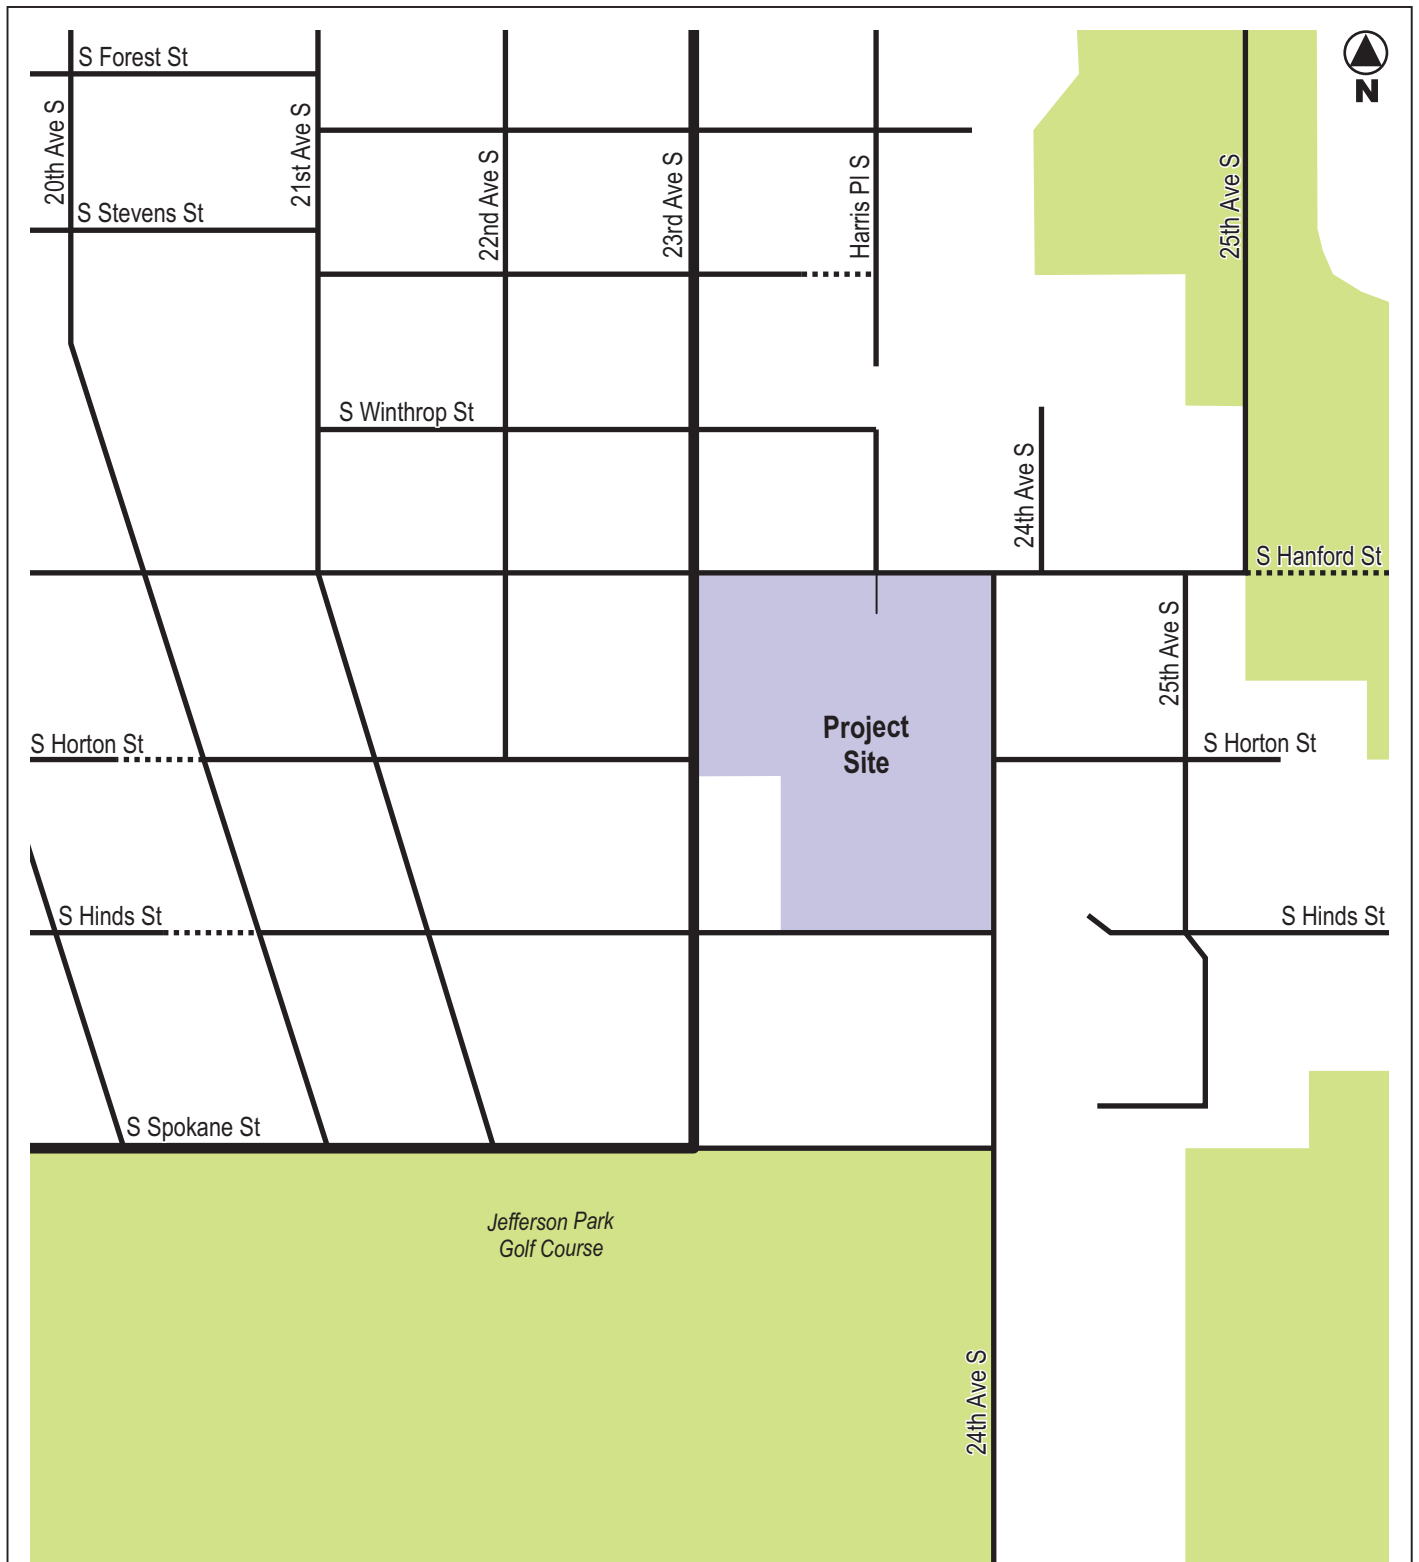 S Forest St
N
20th Ave S
21st Ave S
22nd Ave S
23rd Ave S
Harris Pl S
25th Ave S
S Stevens St
S Winthrop St
24th Ave S
S Hanford St
25th Ave S
Project
Site
S Horton St
S Horton St
S Hinds St
S Hinds St
S Spokane St
Jefferson Park
Golf Course
24th Ave S